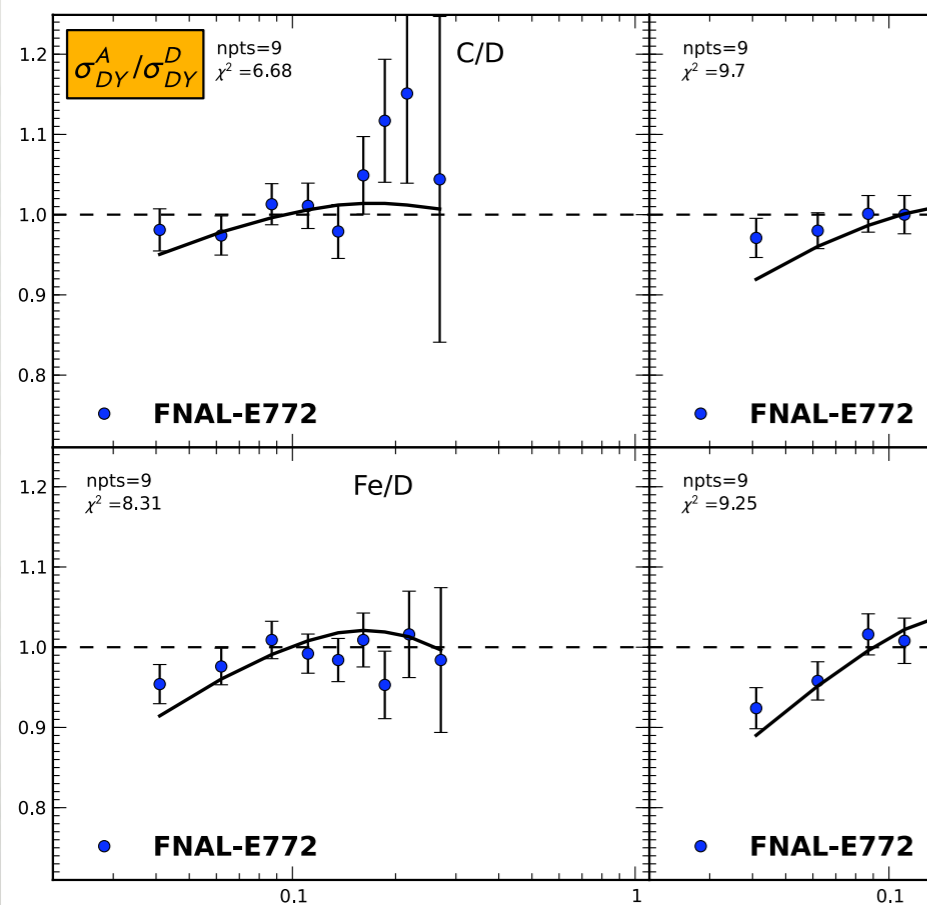 σ_DY^A/σ_DY^D
npts=9
χ² =6.68
C/D
1.2
1.1
1.0
0.9
0.8
FNAL-E772
npts=9
χ² =9.7
FNAL-E772
npts=9
χ² =8.31
Fe/D
1.2
1.1
1.0
0.9
0.8
FNAL-E772
0.1
1
npts=9
χ² =9.25
FNAL-E772
0.1